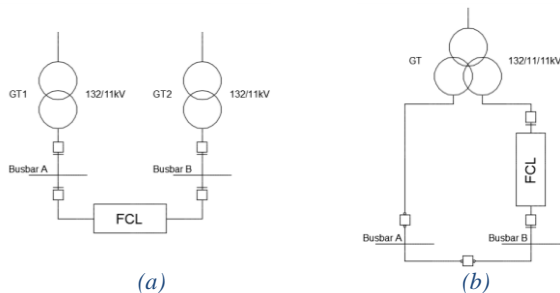 GT1
132/11kV
GT2
132/11kV
Busbar A
Busbar B
FCL
(a)
GT
132/11/11kV
FCL
Busbar A
Busbar B
(b)